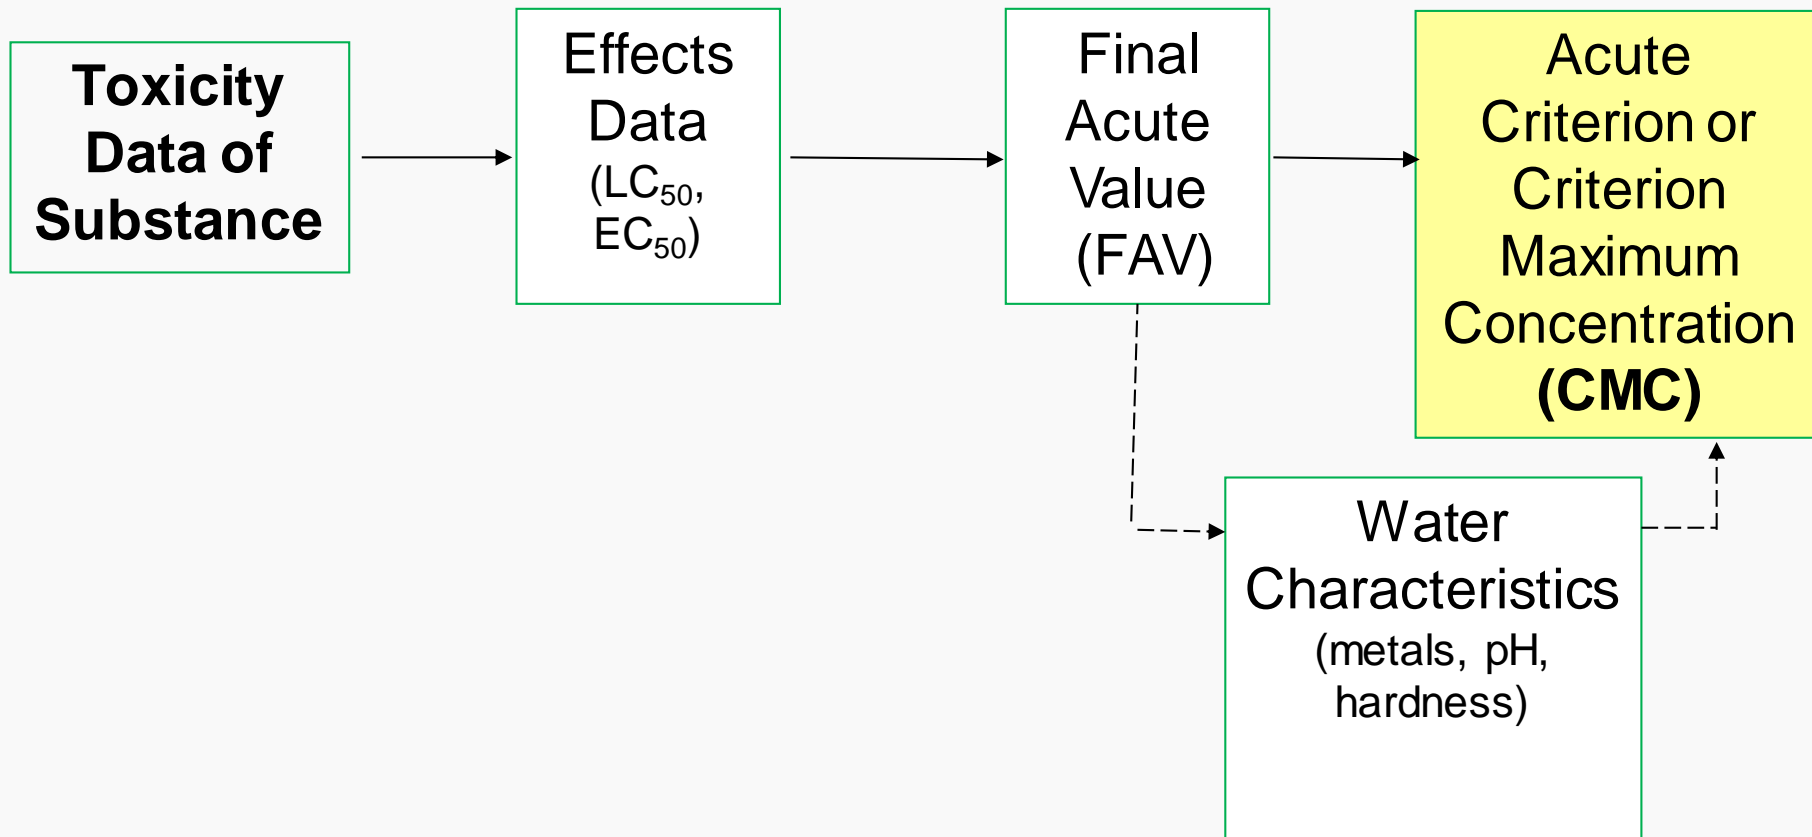 Toxicity
Data of
Substance
Effects
Data
(LC₅₀,
EC₅₀)
Final
Acute
Value
(FAV)
Acute
Criterion or
Criterion
Maximum
Concentration
(CMC)
Water
Characteristics
(metals, pH,
hardness)